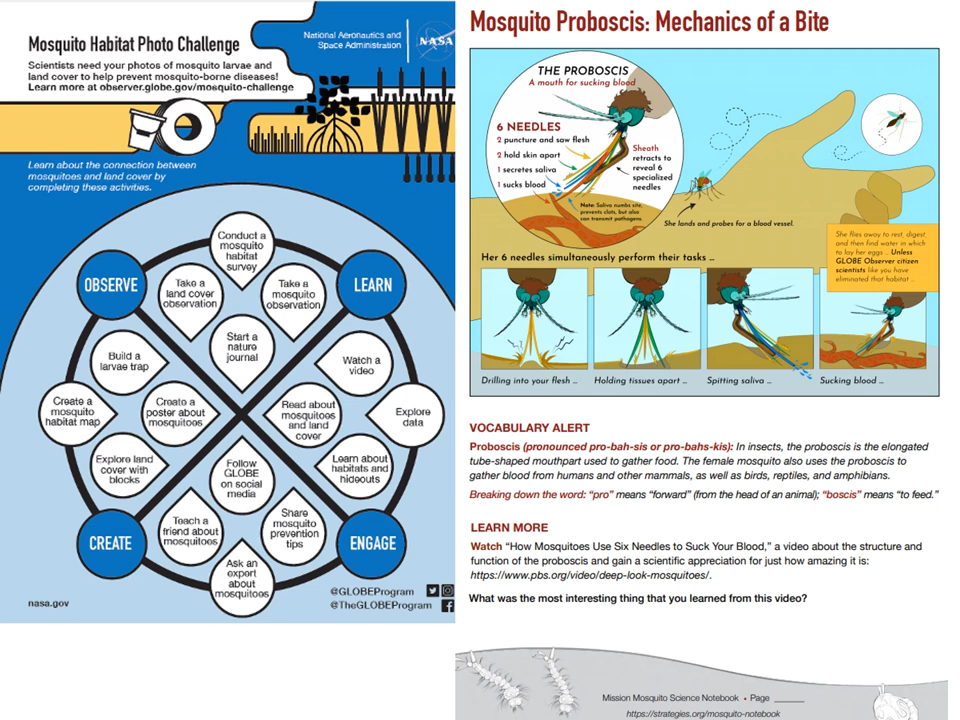 Mosquito Habitat Photo Challenge
Scientists need your photos of mosquito larvae and
land cover to help prevent mosquito-borne diseases!
Learn more at observer.globe.gov/mosquito-challenge
National Aeronautics and
Space Administration
NASA
Learn about the connection between
mosquitoes and land cover by
completing these activities.
OBSERVE
Conduct a
mosquito
habitat
survey
Take a
land cover
observation
Take a
mosquito
observation
Start a
nature
journal
LEARN
Watch a
video
Read about
mosquitoes
and land
cover
Explore
data
Learn about
habitats and
hideouts
Build a
larvae trap
Create a
mosquito
habitat map
Create a
poster about
mosquitoes
Explore land
cover with
blocks
CREATE
Follow
GLOBE
on social
media
Teach a
friend about
mosquitoes
Share
mosquito
prevention
tips
Ask an
expert
about
mosquitoes
ENGAGE
nasa.gov
@GLOBEProgram
@TheGLOBEProgram
Mosquito Proboscis: Mechanics of a Bite
THE PROBOSCIS
A mouth for sucking blood
6 NEEDLES
2 puncture and saw flesh
2 hold skin apart
1 secretes saliva
1 sucks blood
Sheath
retracts to
reveal 6
specialized
needles
Note: Saliva numbs site,
prevents clots, but also
can transmit pathogens.
She lands and probes for a blood vessel.
She flies away to rest, digest,
and then find water in which
to lay her eggs ... Unless
GLOBE Observer citizen
scientists like you have
eliminated that habitat ...
Her 6 needles simultaneously perform their tasks ...
Drilling into your flesh ...
Holding tissues apart ...
Spitting saliva ...
Sucking blood ...
VOCABULARY ALERT
Proboscis (pronounced pro-bah-sis or pro-bahs-kis): In insects, the proboscis is the elongated
tube-shaped mouthpart used to gather food. The female mosquito also uses the proboscis to
gather blood from humans and other mammals, as well as birds, reptiles, and amphibians.
Breaking down the word: “pro” means “forward” (from the head of an animal); “boscis” means “to feed.”
LEARN MORE
Watch “How Mosquitoes Use Six Needles to Suck Your Blood,” a video about the structure and
function of the proboscis and gain a scientific appreciation for just how amazing it is:
https://www.pbs.org/video/deep-look-mosquitoes/.
What was the most interesting thing that you learned from this video?
Mission Mosquito Science Notebook • Page ______
https://strategies.org/mosquito-notebook